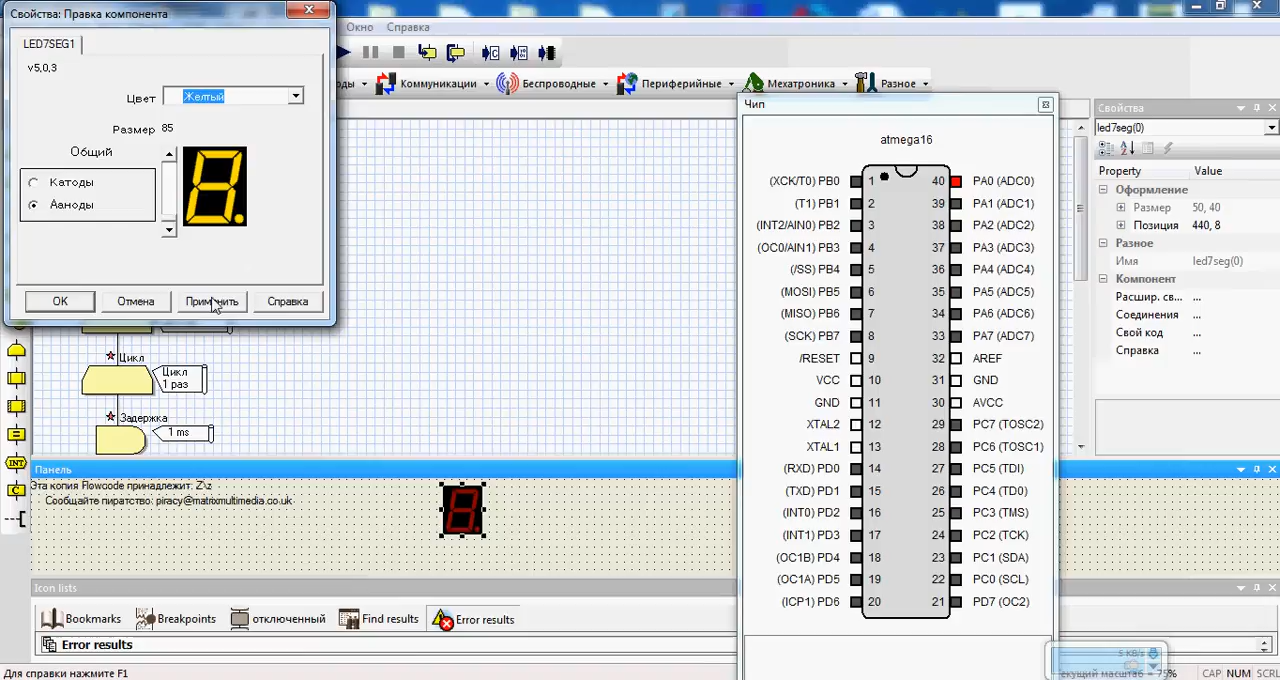 Свойства: Правка компонента
LED7SEG1
v5,0,3
Цвет
Желтый
Размер 85
Общий
Катоды
Ааноды
OK
Отмена
Применить
Справка
Окно
Справка
Коммуникации
Беспроводные
Периферийные
Мехатроника
Разное
Цикл
Цикл
1 раз
Задержка
1 ms
Чип
atmega16
(XCK/T0) PB0 1 40 PA0 (ADC0)
(T1) PB1 2 39 PA1 (ADC1)
(INT2/AIN0) PB2 3 38 PA2 (ADC2)
(OC0/AIN1) PB3 4 37 PA3 (ADC3)
(/SS) PB4 5 36 PA4 (ADC4)
(MOSI) PB5 6 35 PA5 (ADC5)
(MISO) PB6 7 34 PA6 (ADC6)
(SCK) PB7 8 33 PA7 (ADC7)
/RESET 9 32 AREF
VCC 10 31 GND
GND 11 30 AVCC
XTAL2 12 29 PC7 (TOSC2)
XTAL1 13 28 PC6 (TOSC1)
(RXD) PD0 14 27 PC5 (TDI)
(TXD) PD1 15 26 PC4 (TD0)
(INT0) PD2 16 25 PC3 (TMS)
(INT1) PD3 17 24 PC2 (TCK)
(OC1B) PD4 18 23 PC1 (SDA)
(OC1A) PD5 19 22 PC0 (SCL)
(ICP1) PD6 20 21 PD7 (OC2)
Свойства
led7seg(0)
Property Value
Оформление
Размер 50, 40
Позиция 440, 8
Разное
Имя led7seg(0)
Компонент
Расшир. св... ...
Соединения ...
Свой код ...
Справка ...
Панель
Эта копия Flowcode принадлежит: Z\z
Сообщайте пиратство: piracy@matrixmultimedia.co.uk
Icon lists
Bookmarks
Breakpoints
отключенный
Find results
Error results
Error results
Для справки нажмите F1
5 KB/s
текущий масштаб = 75%
CAP NUM SCRL